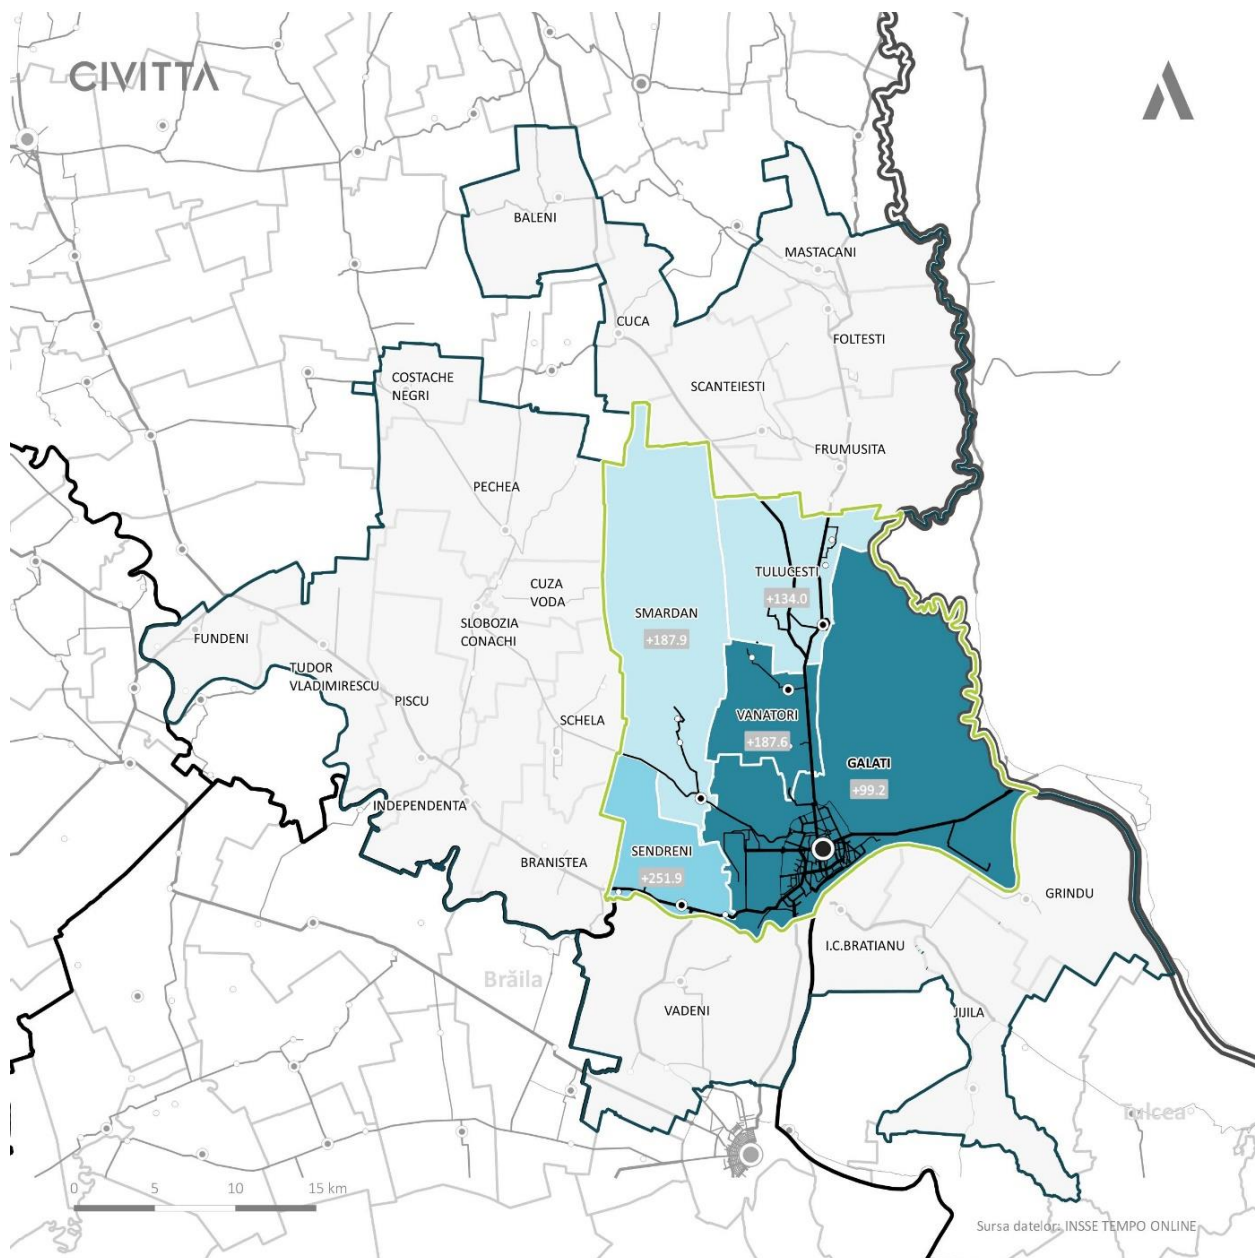 CIVITTA
BALENI
MASTACANI
CUCA
FOLTESTI
COSTACHE
NEGRI
SCANTEIESTI
FRUMUSITA
PECHEA
TULUCESTI
+134.0
CUZA
VODA
SMARDAN
+187.9
SLOBOZIA
CONACHI
FUNDENI
TUDOR
VLADIMIRESCU
PISCU
SCHELA
VANATORI
+187.6
GALATI
+99.2
INDEPENDENTA
BRANISTEA
SENDRENI
+251.9
GRINDU
I.C.BRATIANU
Brăila
VADENI
JIJILA
Tulcea
0 5 10 15 km
Sursa datelor: INSSE TEMPO ONLINE